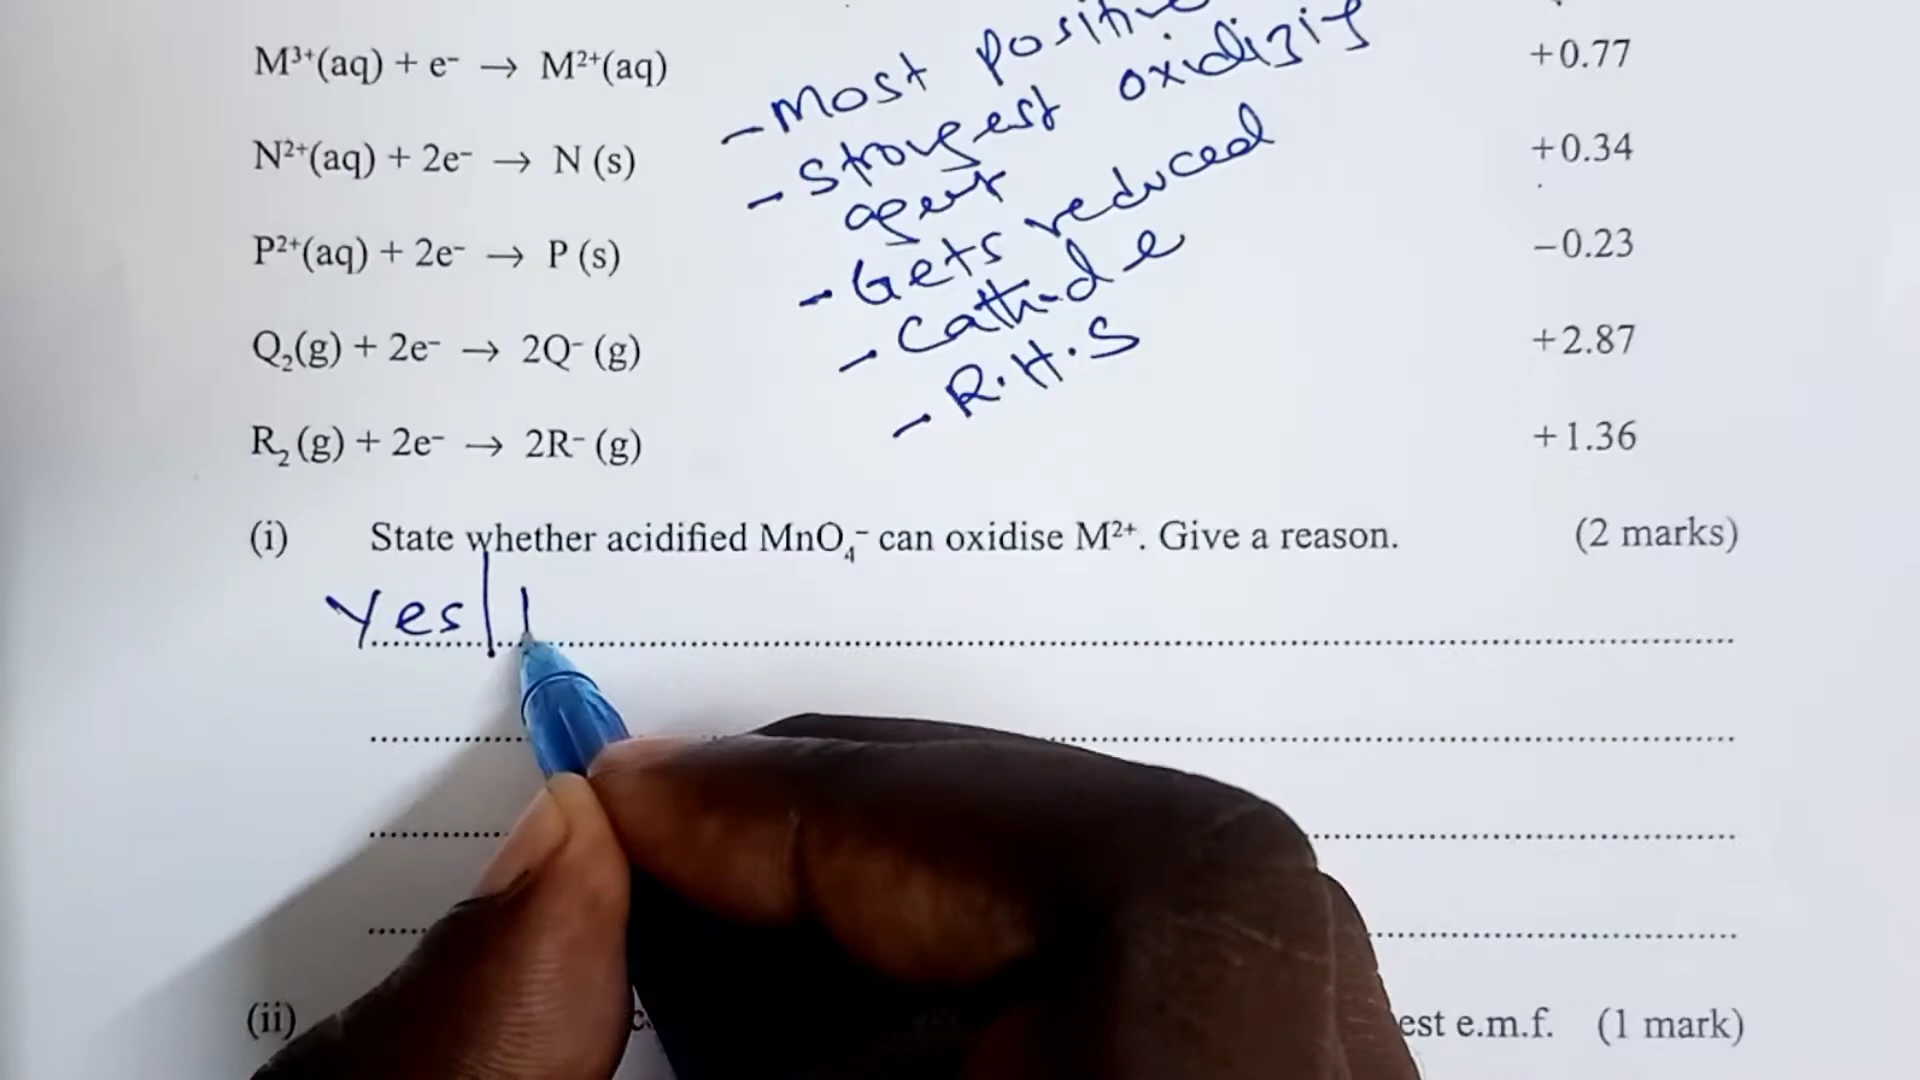 M³⁺(aq) + e⁻ → M²⁺(aq) +0.77
N²⁺(aq) + 2e⁻ → N (s) +0.34
P²⁺(aq) + 2e⁻ → P (s) −0.23
Q₂(g) + 2e⁻ → 2Q⁻ (g) +2.87
R₂ (g) + 2e⁻ → 2R⁻ (g) +1.36
- Most
- Strongest oxidizig
agent
- Gets reduced
- Cathode
- R.H.S
(i) State whether acidified MnO₄⁻ can oxidise M²⁺. Give a reason. (2 marks)
Yes
(ii) est e.m.f. (1 mark)